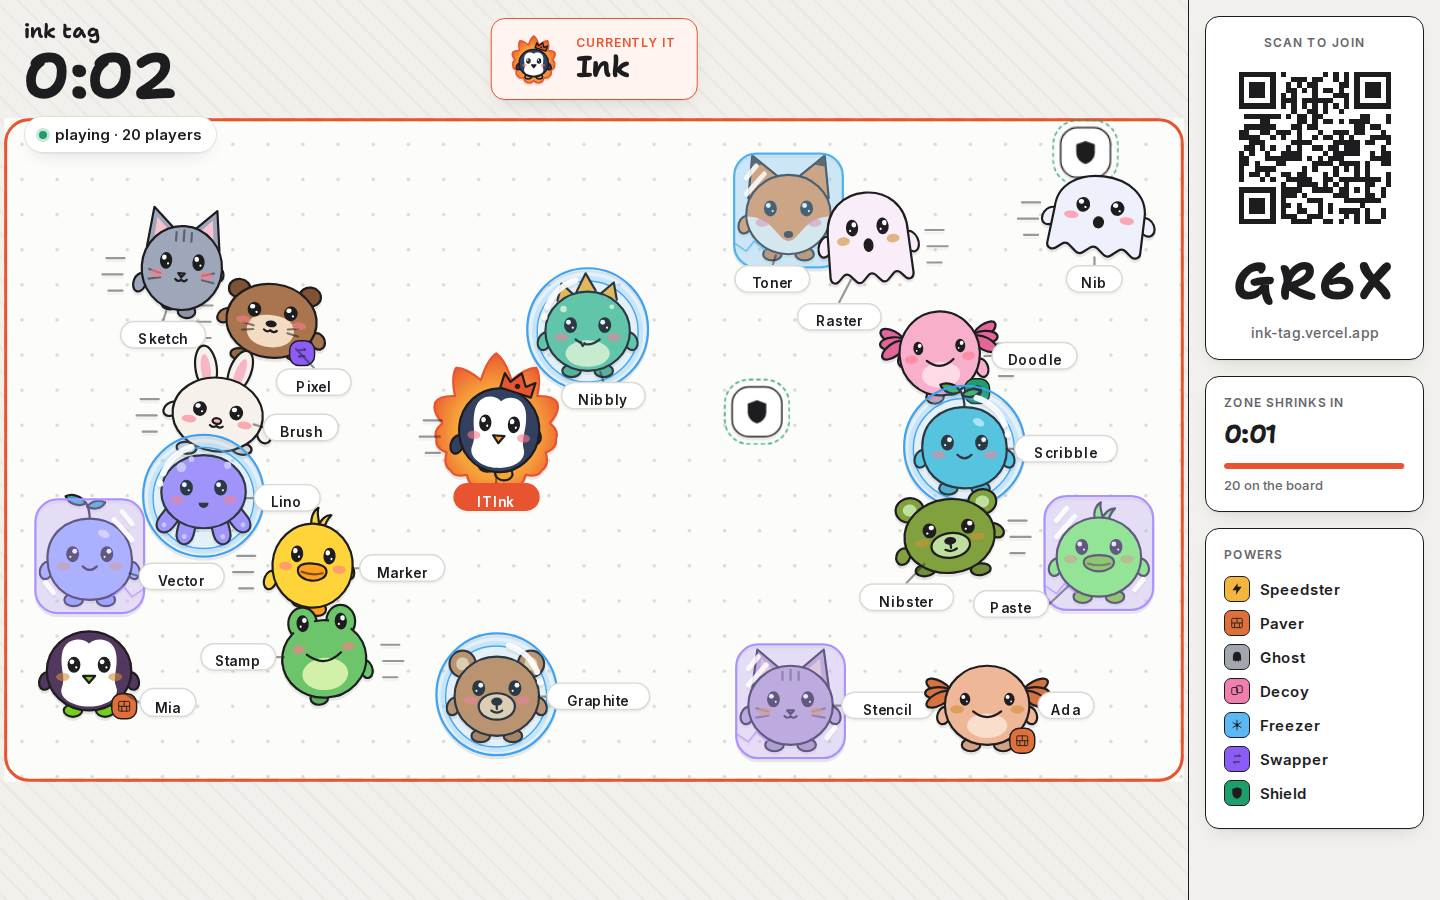 ink tag
0:02
CURRENTLY IT
Ink
playing · 20 players
Toner
Raster
Nib
Sketch
Pixel
Doodle
Nibbly
Brush
Scribble
Lino
ITInk
Vector
Marker
Nibster
Paste
Stamp
Mia
Graphite
Stencil
Ada
SCAN TO JOIN
GR6X
ink-tag.vercel.app
ZONE SHRINKS IN
0:01
20 on the board
POWERS
Speedster
Paver
Ghost
Decoy
Freezer
Swapper
Shield